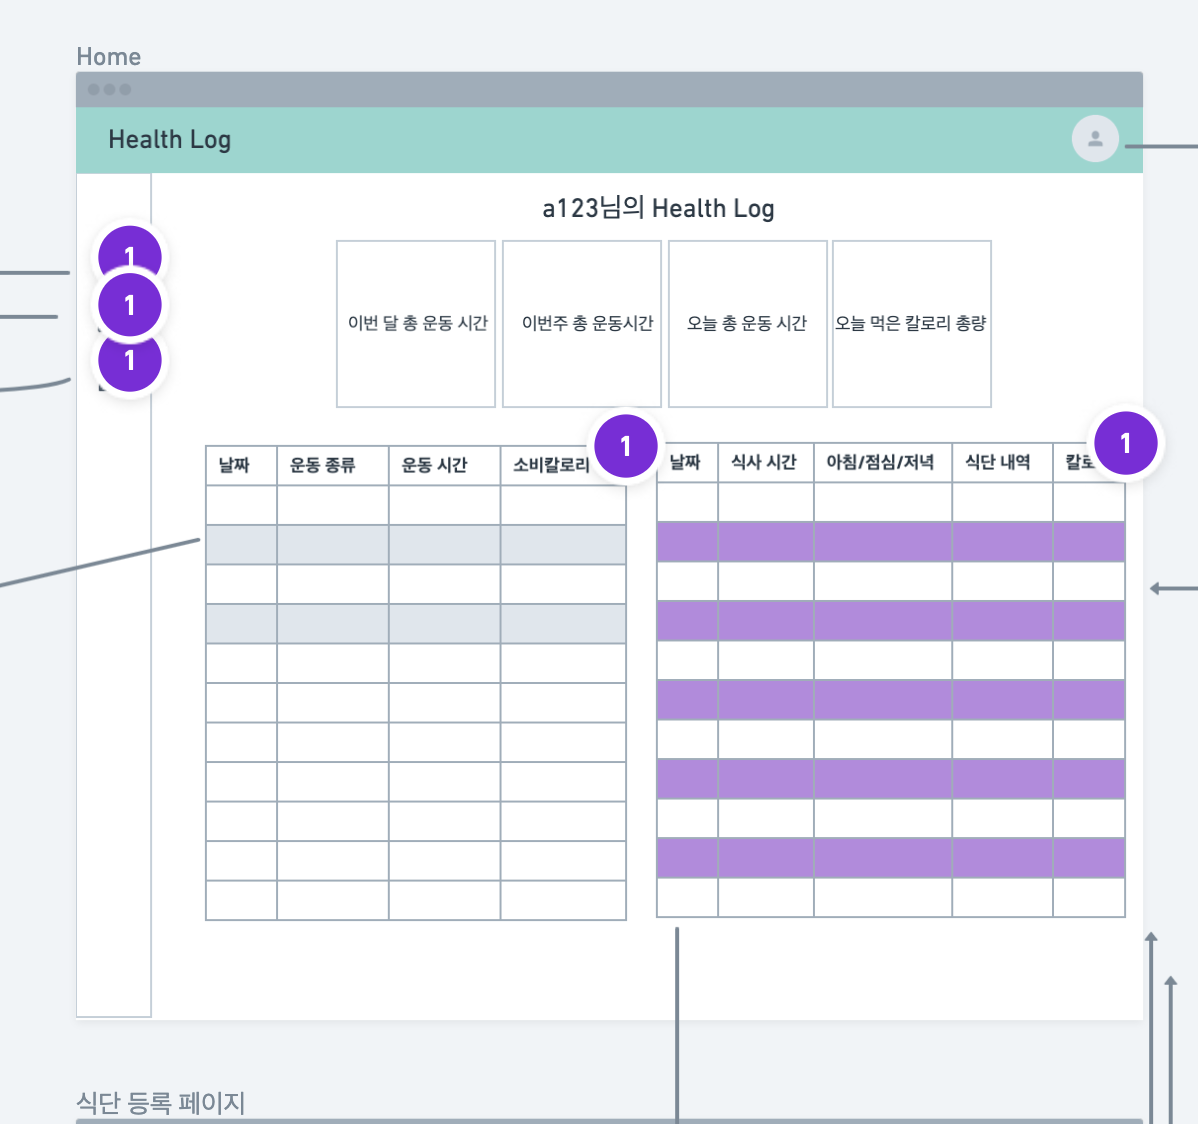 Home
Health Log
a123님의 Health Log
1
1
1
이번 달 총 운동 시간
이번주 총 운동시간
오늘 총 운동 시간
오늘 먹은 칼로리 총량
1
1
날짜 운동 종류 운동 시간 소비칼로리
날짜 식사 시간 아침/점심/저녁 식단 내역
식단 등록 페이지